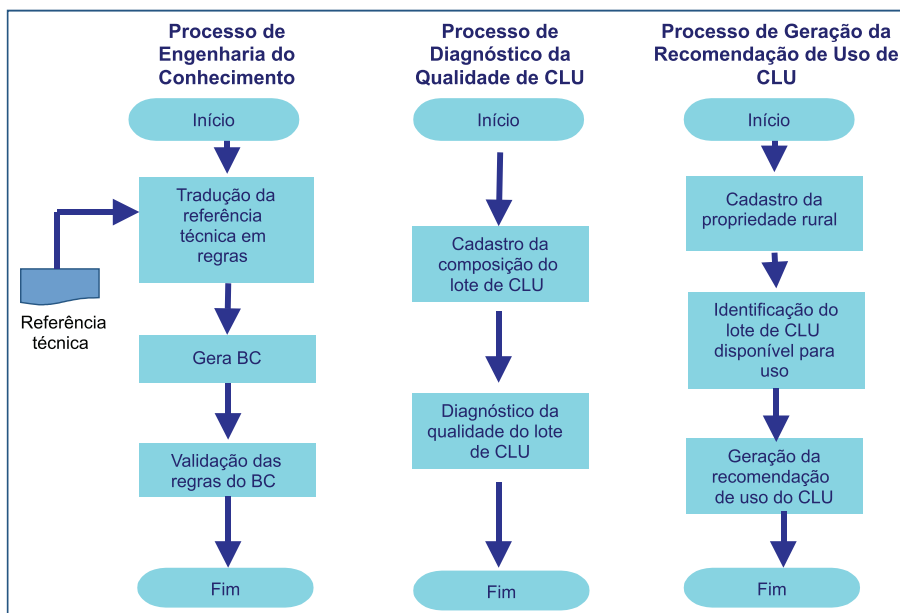 Processo de
Engenharia do
Conhecimento
Início
Tradução da
referência
técnica em
regras
Referência
técnica
Gera BC
Validação das
regras do BC
Fim
Processo de
Diagnóstico da
Qualidade de CLU
Início
Cadastro da
composição do
lote de CLU
Diagnóstico da
qualidade do lote
de CLU
Fim
Processo de Geração da
Recomendação de Uso de
CLU
Início
Cadastro da
propriedade rural
Identificação do
lote de CLU
disponível para
uso
Geração da
recomendação
de uso do CLU
Fim